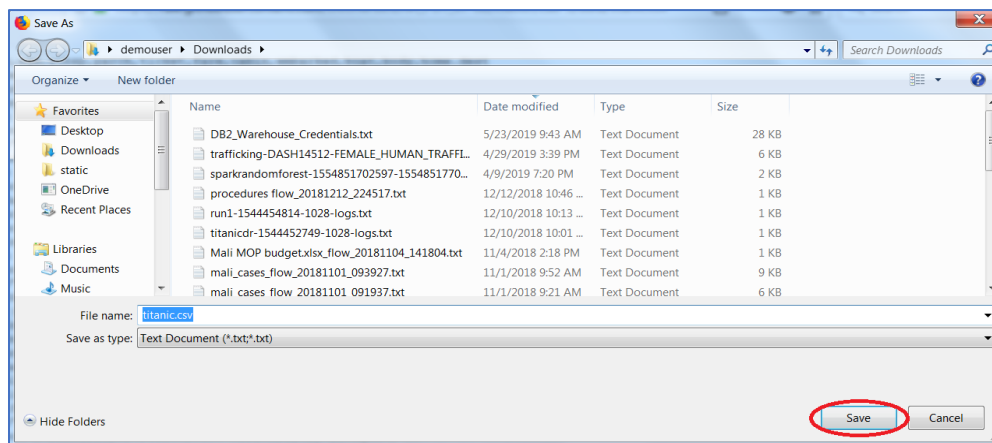 Save As
demouser Downloads Search Downloads
Organize New folder
Favorites
Desktop
Downloads
static
OneDrive
Recent Places
Libraries
Documents
Music
Name Date modified Type Size
DB2_Warehouse_Credentials.txt 5/23/2019 9:43 AM Text Document 28 KB
trafficking-DASH14512-FEMALE_HUMAN_TRAFFI... 4/29/2019 3:39 PM Text Document 6 KB
sparkrandomforest-1554851702597-1554851770... 4/9/2019 7:20 PM Text Document 2 KB
procedures flow_20181212_224517.txt 12/12/2018 10:46 ... Text Document 1 KB
run1-1544454814-1028-logs.txt 12/10/2018 10:13 ... Text Document 1 KB
titanicdr-1544452749-1028-logs.txt 12/10/2018 10:01 ... Text Document 1 KB
Mali MOP budget.xlsx_flow_20181104_141804.txt 11/4/2018 2:18 PM Text Document 1 KB
mali_cases_flow_20181101_093927.txt 11/1/2018 9:52 AM Text Document 9 KB
mali_cases_flow_20181101_091937.txt 11/1/2018 9:21 AM Text Document 6 KB
File name: titanic.csv
Save as type: Text Document (*.txt;*.txt)
Hide Folders Save Cancel